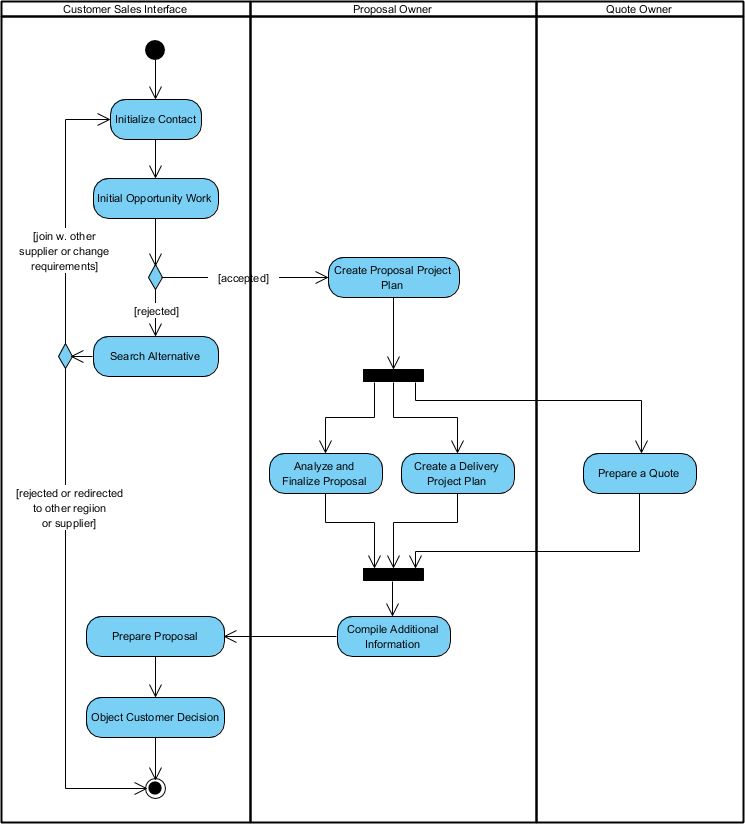 Customer Sales Interface
Proposal Owner
Quote Owner
Initialize Contact
Initial Opportunity Work
[join w. other
supplier or change
requirements]
[accepted]
Create Proposal Project
Plan
[rejected]
Search Alternative
Analyze and
Finalize Proposal
Create a Delivery
Project Plan
Prepare a Quote
[rejected or redirected
to other regiion
or supplier]
Compile Additional
Information
Prepare Proposal
Object Customer Decision